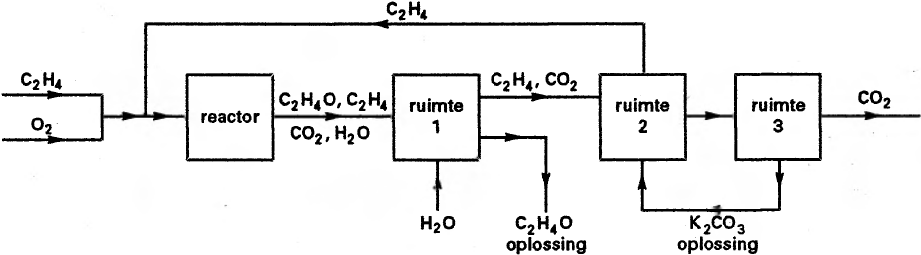 C₂H₄
C₂H₄
O₂
reactor
C₂H₄O, C₂H₄
CO₂, H₂O
ruimte
1
C₂H₄, CO₂
H₂O
C₂H₄O
oplossing
ruimte
2
ruimte
3
CO₂
K₂CO₃
oplossing